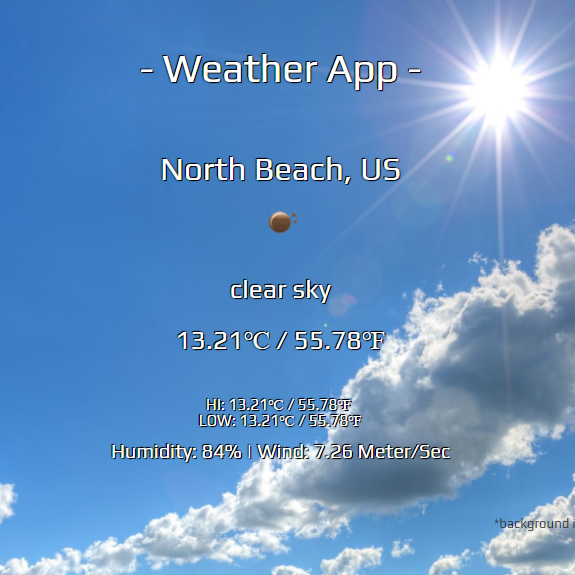 - Weather App -
North Beach, US
clear sky
13.21℃ / 55.78℉
HI: 13.21℃ / 55.78℉
LOW: 13.21℃ / 55.78℉
Humidity: 84% | Wind: 7.26 Meter/Sec
*background